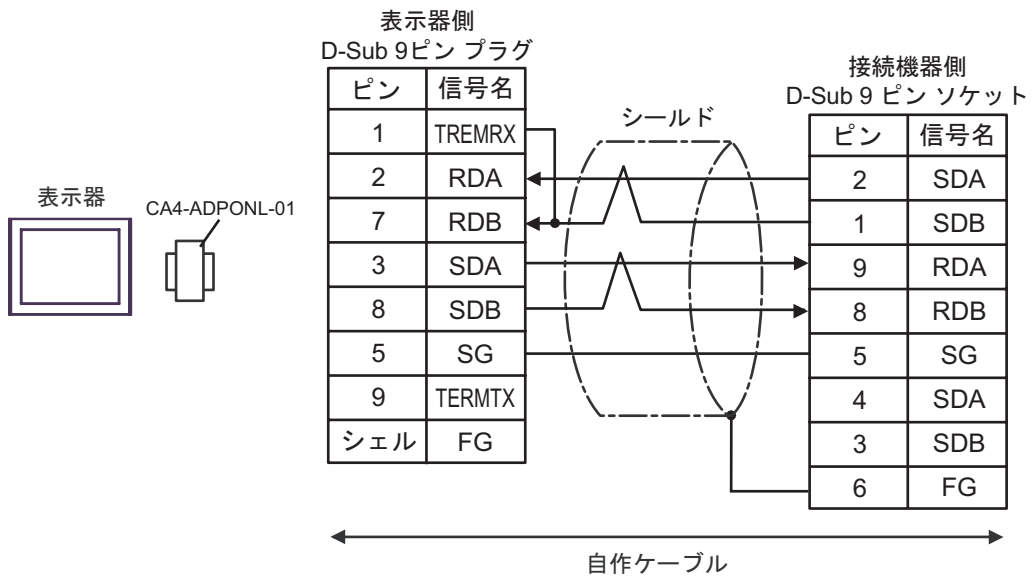 表示器側
D-Sub 9ピン プラグ
ピン 信号名
1 TREMRX
2 RDA
7 RDB
3 SDA
8 SDB
5 SG
9 TERMTX
シェル FG
シールド
接続機器側
D-Sub 9 ピン ソケット
ピン 信号名
2 SDA
1 SDB
9 RDA
8 RDB
5 SG
4 SDA
3 SDB
6 FG
表示器
CA4-ADPONL-01
自作ケーブル